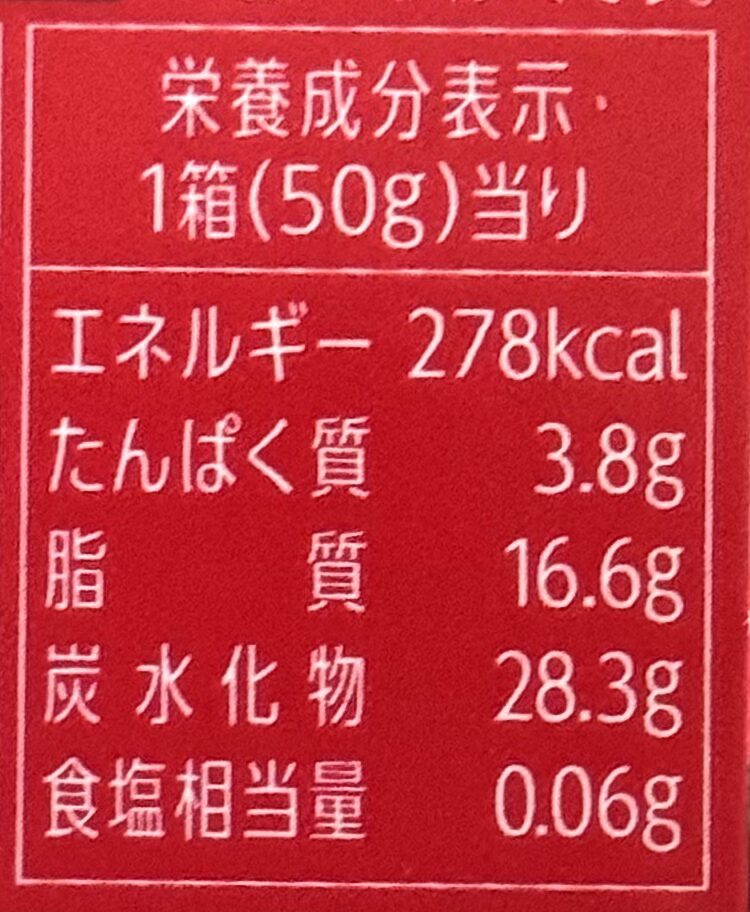 栄養成分表示・
1箱(50g)当り
エネルギー 278kcal
たんぱく質 3.8g
脂質 16.6g
炭水化物 28.3g
食塩相当量 0.06g